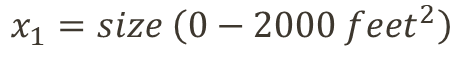 x₁ = size (0 − 2000 feet²)